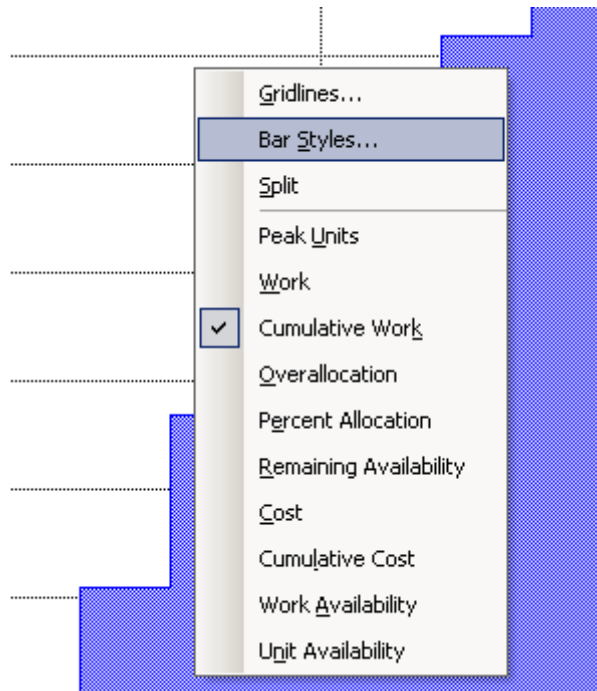 Gridlines...
Bar Styles...
Split
Peak Units
Work
Cumulative Work
Overallocation
Percent Allocation
Remaining Availability
Cost
Cumulative Cost
Work Availability
Unit Availability